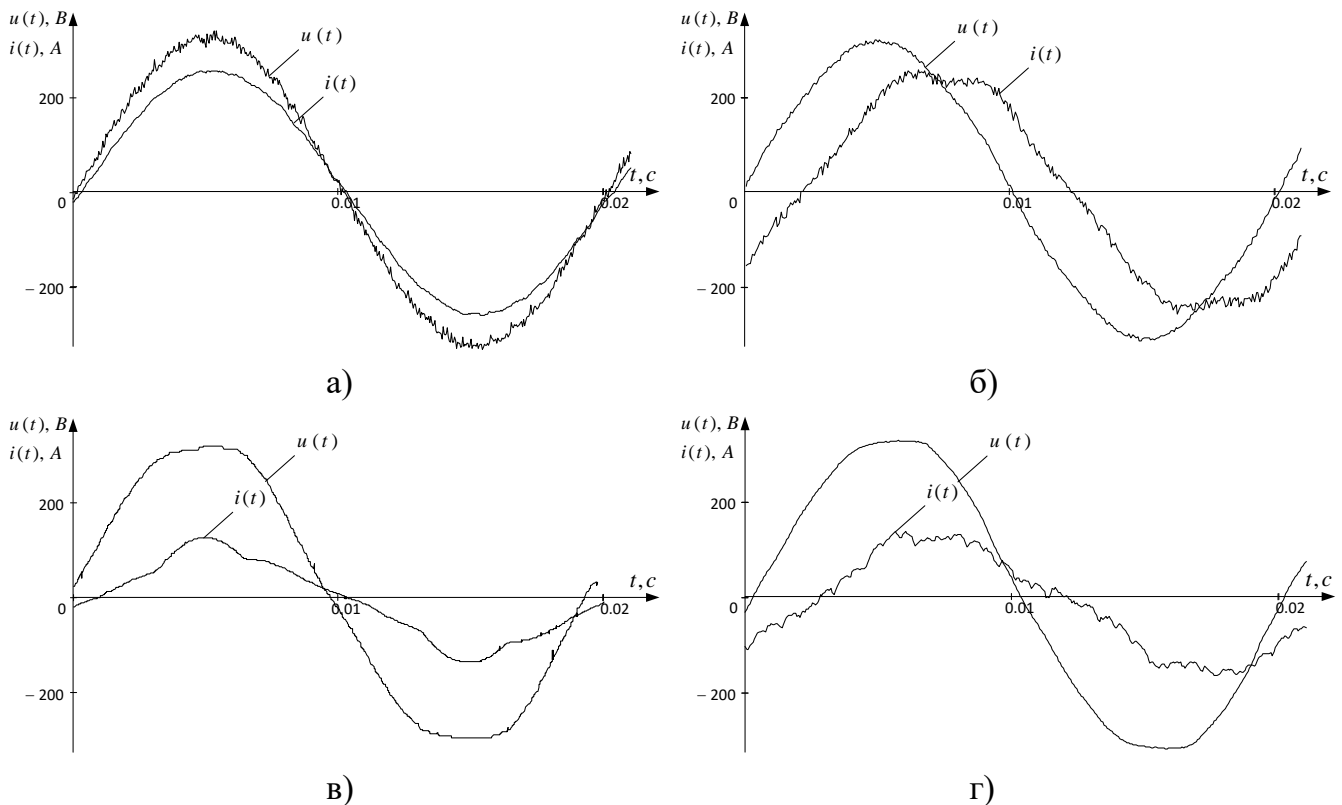 u(t), B
i(t), A
u(t)
i(t)
200
0
− 200
t, c
0.01
0.02
а)
u(t), B
i(t), A
u(t)
i(t)
200
0
− 200
t, c
0.01
0.02
б)
u(t), B
i(t), A
u(t)
i(t)
200
0
− 200
t, c
0.01
0.02
в)
u(t), B
i(t), A
u(t)
i(t)
200
0
− 200
t, c
0.01
0.02
г)